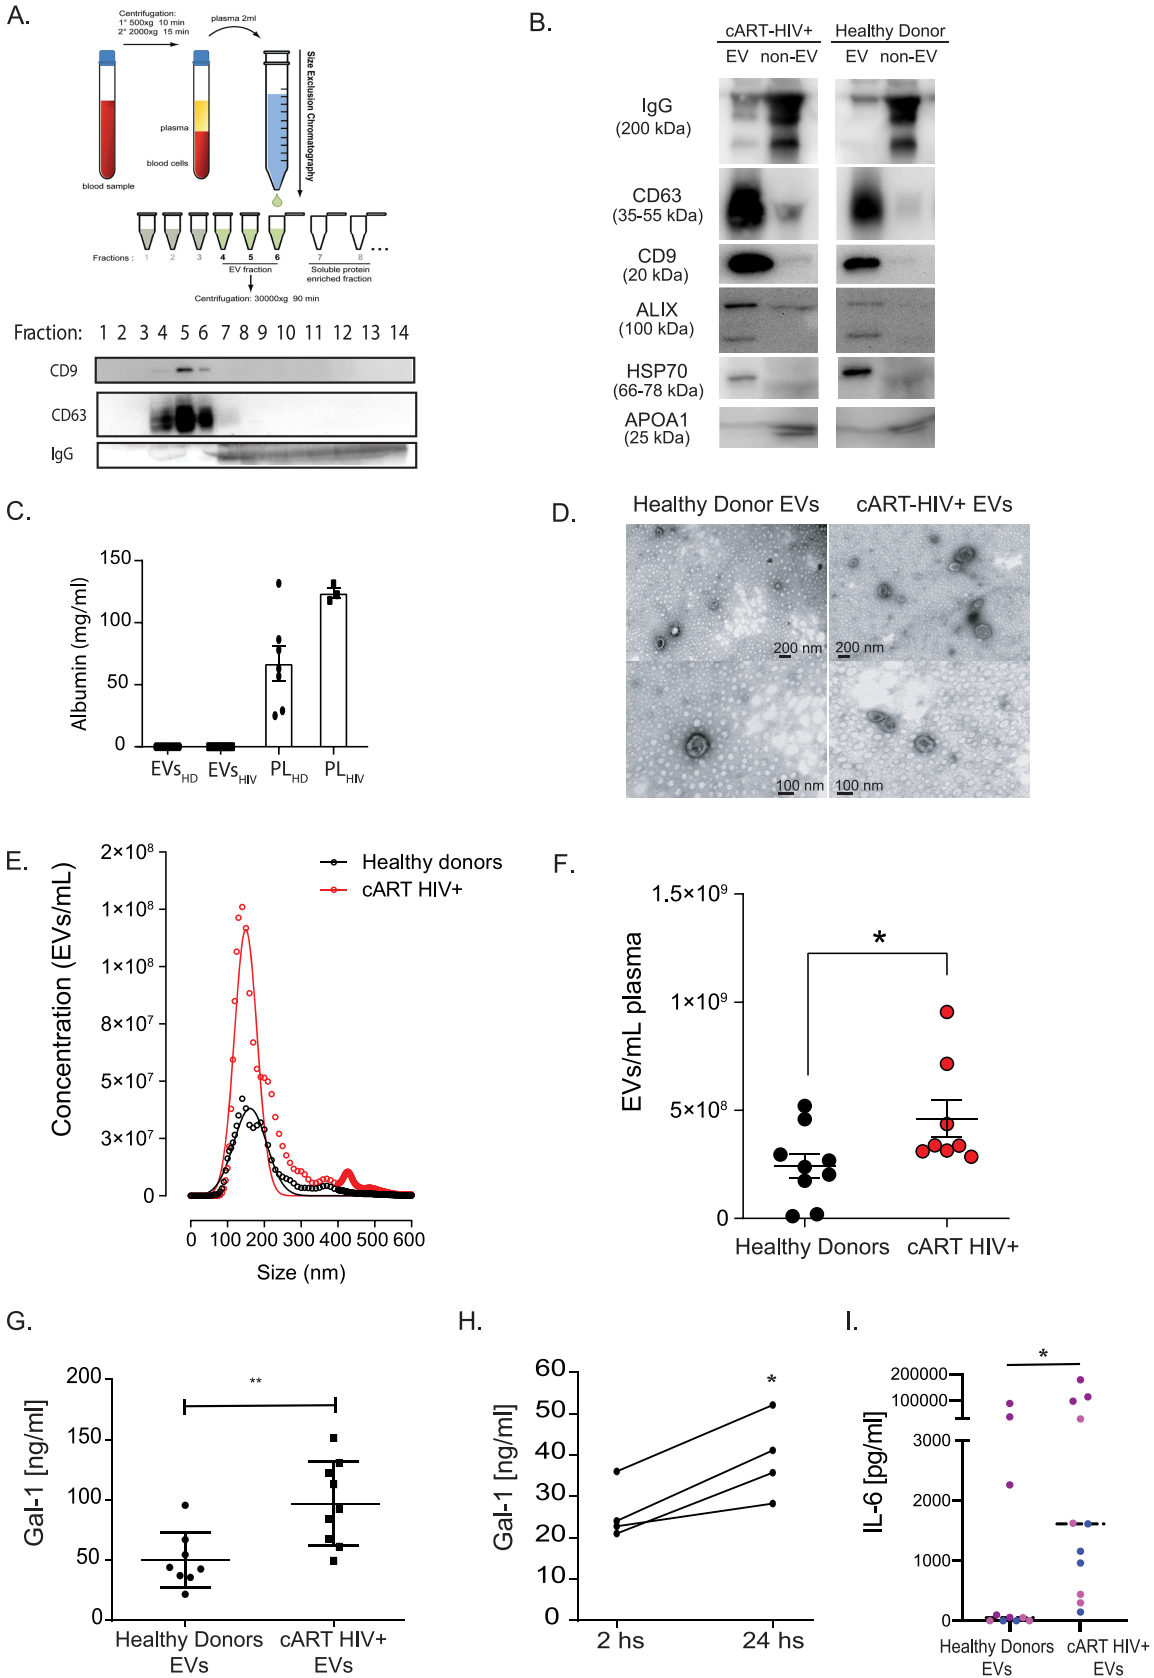 A.
Centrifugation:
1° 500xg 10 min
2° 2000xg 15 min
plasma 2ml
Size Exclusion Chromatography
plasma
blood cells
blood sample
Fractions : 1 2 3 4 5 6 7 8 ...
EV fraction
Soluble protein
enriched fraction
Centrifugation: 30000xg 90 min
Fraction: 1 2 3 4 5 6 7 8 9 10 11 12 13 14
CD9
CD63
IgG
B.
cART-HIV+ Healthy Donor
EV non-EV EV non-EV
IgG
(200 kDa)
CD63
(35-55 kDa)
CD9
(20 kDa)
ALIX
(100 kDa)
HSP70
(66-78 kDa)
APOA1
(25 kDa)
C.
Albumin (mg/ml)
150
100
50
0
EVsHD EVsHIV PLHD PLHIV
D.
Healthy Donor EVs cART-HIV+ EVs
200 nm 200 nm
100 nm 100 nm
E.
Concentration (EVs/mL)
2×10⁸
1×10⁸
1×10⁸
8×10⁷
5×10⁷
3×10⁷
0
Healthy donors
cART HIV+
0 100 200 300 400 500 600
Size (nm)
F.
EVs/mL plasma
1.5×10⁹
1×10⁹
5×10⁸
0
*
Healthy Donors cART HIV+
G.
Gal-1 [ng/ml]
200
150
100
50
0
**
Healthy Donors cART HIV+
EVs EVs
H.
Gal-1 [ng/ml]
60
50
40
30
20
10
0
*
2 hs 24 hs
I.
IL-6 [pg/ml]
200000
100000
3000
2000
1000
0
*
Healthy Donors cART HIV+
EVs EVs